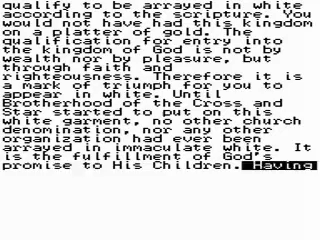 qualify to be arrayed in white
according to the scripture. You
would not have had this kingdom
on a platter of gold. The
qualification for entry into
the kingdom of God is not by
wealth nor by pleasure, but
through faith and
righteousness. Therefore it is
a mark of triumph for you to
appear in white. Until
Brotherhood of the Cross and
Star started to put on this
white garment, no other church
denomination, nor any other
organization had ever been
arrayed in immaculate white. It
is the fulfillment of God's
promise to His Children. Having